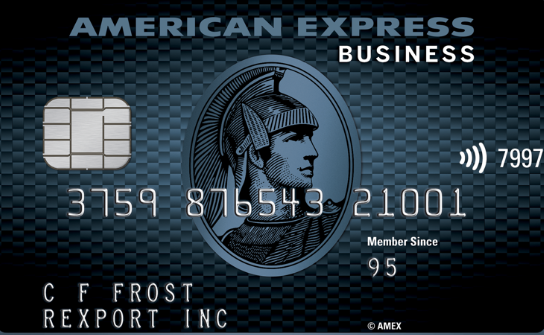 AMERICAN EXPRESS
BUSINESS
7997
3759 876543 21001
Member Since
95
C F FROST
REXPORT INC
© AMEX